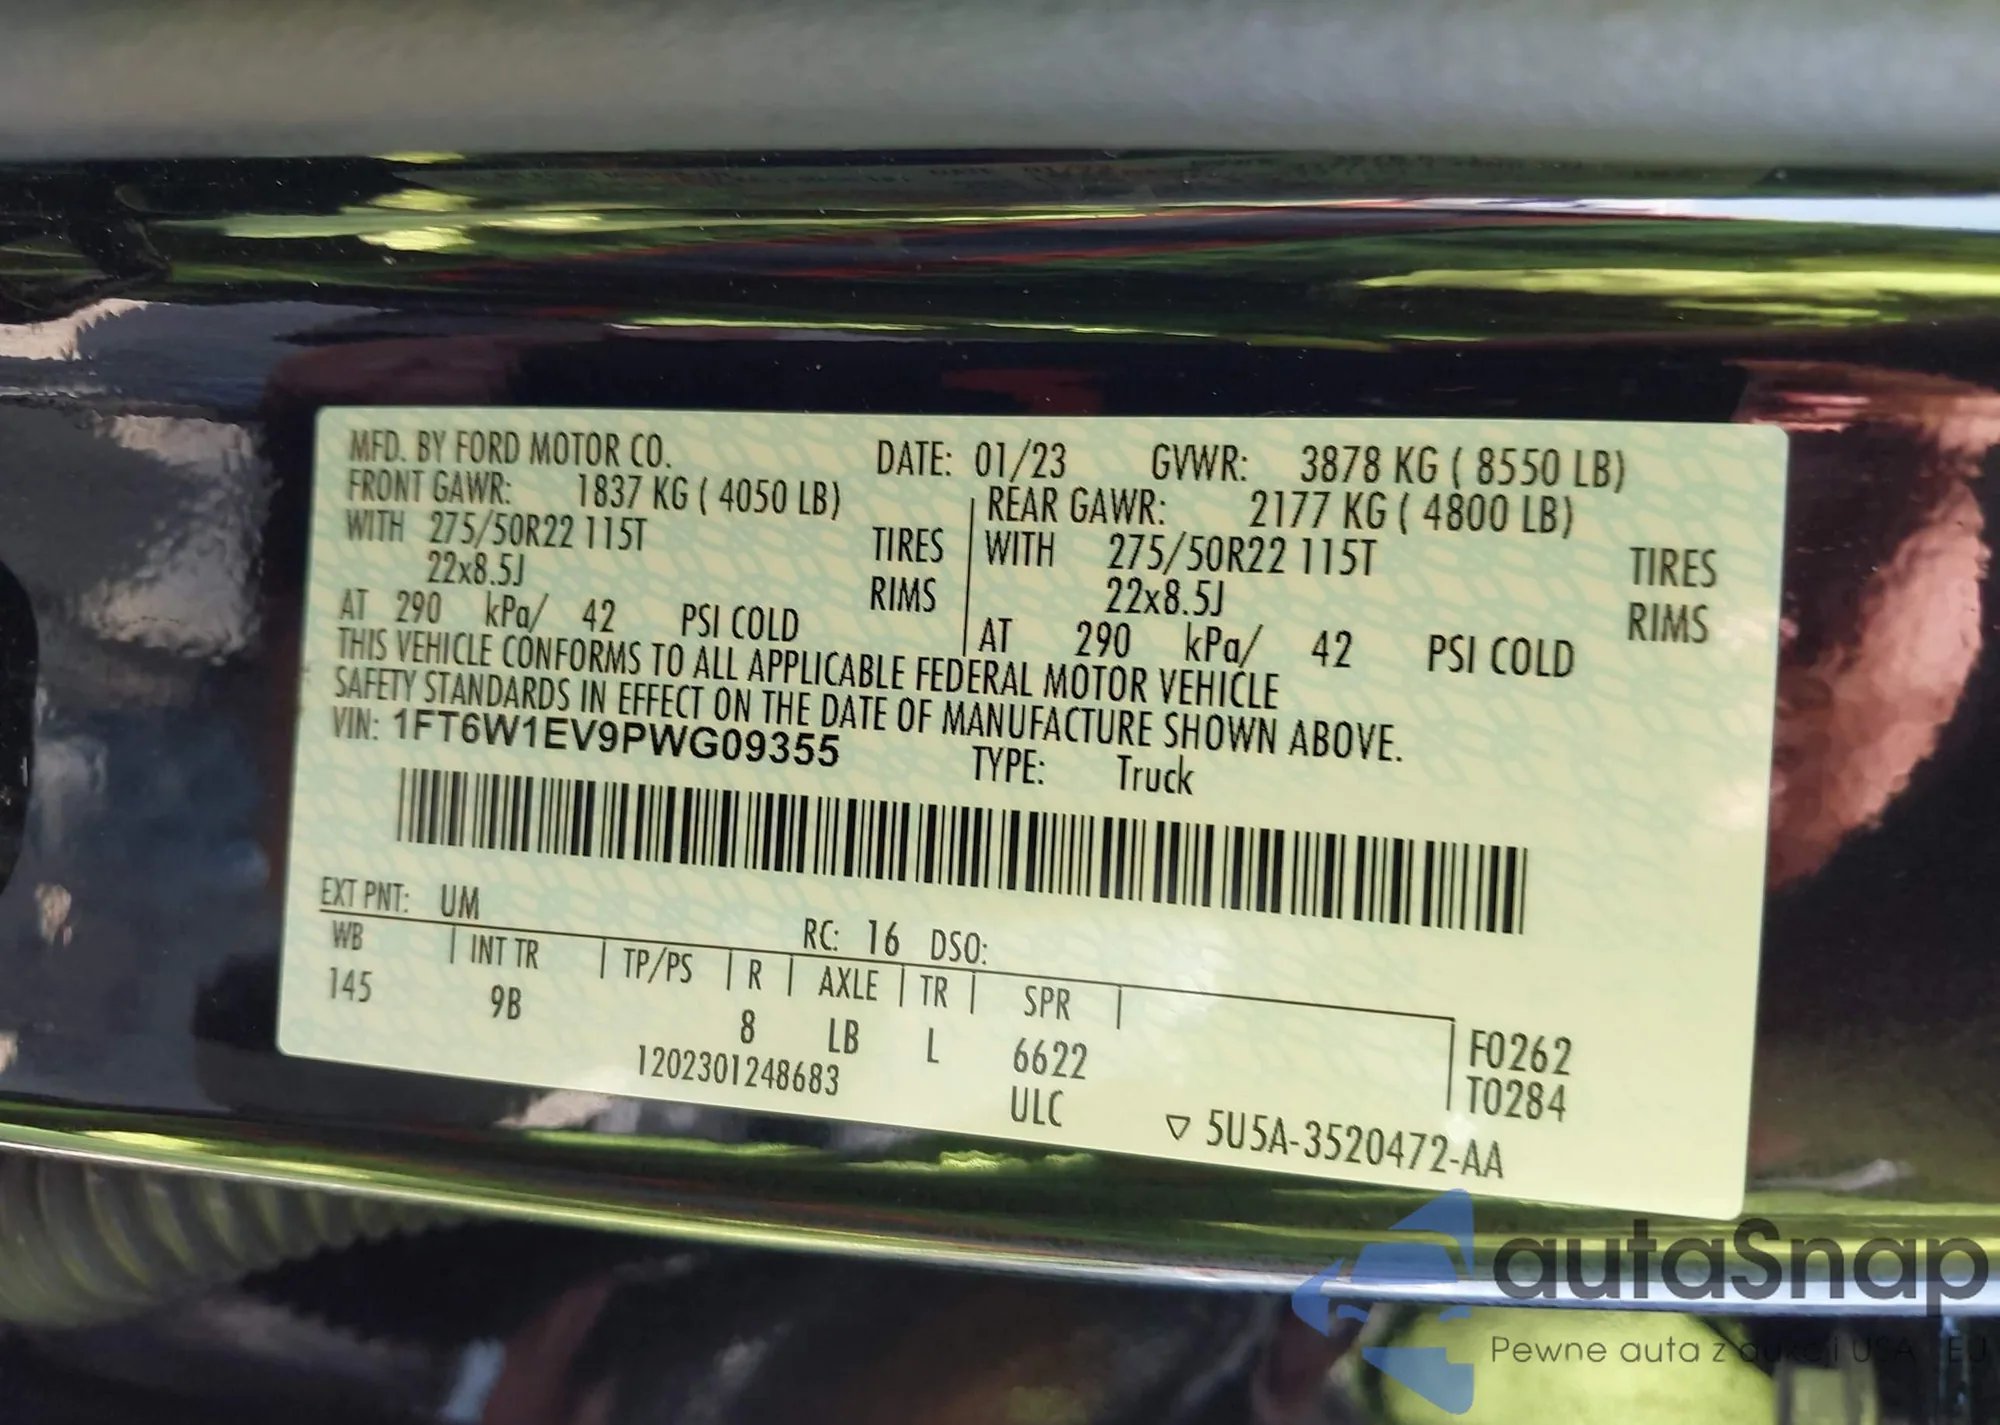 MFD. BY FORD MOTOR CO. DATE: 01/23 GVWR: 3878 KG ( 8550 LB)
FRONT GAWR: 1837 KG ( 4050 LB) REAR GAWR: 2177 KG ( 4800 LB)
WITH 275/50R22 115T TIRES WITH 275/50R22 115T TIRES
22x8.5J RIMS 22x8.5J RIMS
AT 290 kPa/ 42 PSI COLD AT 290 kPa/ 42 PSI COLD
THIS VEHICLE CONFORMS TO ALL APPLICABLE FEDERAL MOTOR VEHICLE
SAFETY STANDARDS IN EFFECT ON THE DATE OF MANUFACTURE SHOWN ABOVE.
VIN: 1FT6W1EV9PWG09355 TYPE: Truck
EXT PNT: UM RC: 16 DSO:
WB INT TR TP/PS R AXLE TR SPR
145 9B 8 LB L 6622 F0262
1202301248683 ULC T0284
5U5A-3520472-AA
autaSnap
Pewne auta z aukcji USA EU